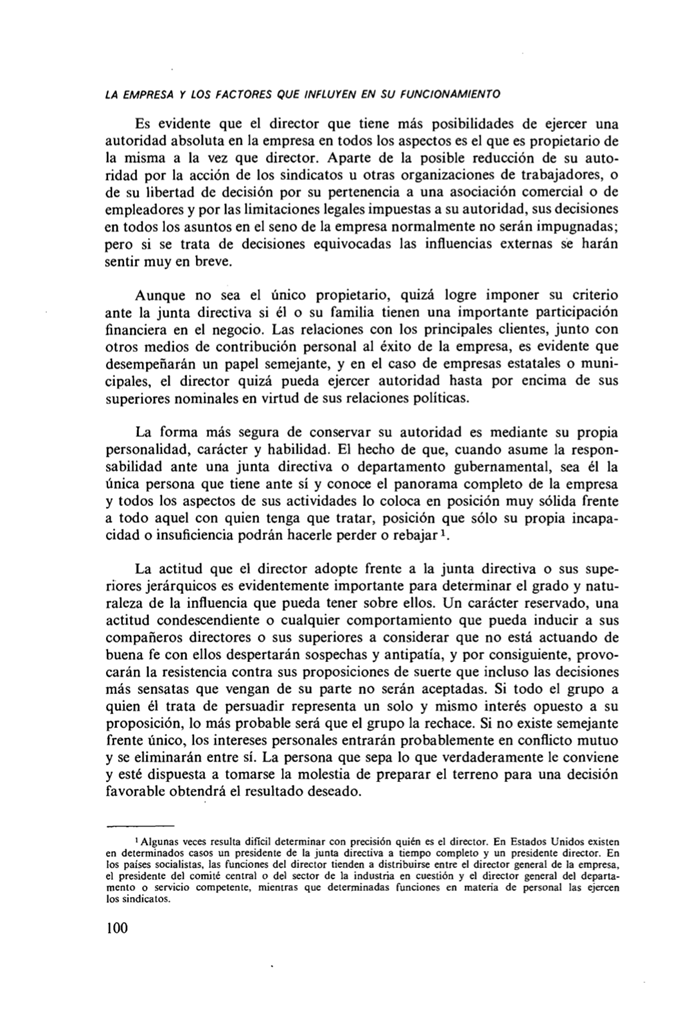 LA EMPRESA Y LOS FACTORES QUE INFLUYEN EN SU FUNCIONAMIENTO
Es evidente que el director que tiene más posibilidades de ejercer una
autoridad absoluta en la empresa en todos los aspectos es el que es propietario de
la misma a la vez que director. Aparte de la posible reducción de su auto-
ridad por la acción de los sindicatos u otras organizaciones de trabajadores, o
de su libertad de decisión por su pertenencia a una asociación comercial o de
empleadores y por las limitaciones legales impuestas a su autoridad, sus decisiones
en todos los asuntos en el seno de la empresa normalmente no serán impugnadas;
pero si se trata de decisiones equivocadas las influencias externas se harán
sentir muy en breve.
Aunque no sea el único propietario, quizá logre imponer su criterio
ante la junta directiva si él o su familia tienen una importante participación
financiera en el negocio. Las relaciones con los principales clientes, junto con
otros medios de contribución personal al éxito de la empresa, es evidente que
desempeñarán un papel semejante, y en el caso de empresas estatales o muni-
cipales, el director quizá pueda ejercer autoridad hasta por encima de sus
superiores nominales en virtud de sus relaciones políticas.
La forma más segura de conservar su autoridad es mediante su propia
personalidad, carácter y habilidad. El hecho de que, cuando asume la respon-
sabilidad ante una junta directiva o departamento gubernamental, sea él la
única persona que tiene ante sí y conoce el panorama completo de la empresa
y todos los aspectos de sus actividades lo coloca en posición muy sólida frente
a todo aquel con quien tenga que tratar, posición que sólo su propia incapa-
cidad o insuficiencia podrán hacerle perder o rebajar ¹.
La actitud que el director adopte frente a la junta directiva o sus supe-
riores jerárquicos es evidentemente importante para determinar el grado y natu-
raleza de la influencia que pueda tener sobre ellos. Un carácter reservado, una
actitud condescendiente o cualquier comportamiento que pueda inducir a sus
compañeros directores o sus superiores a considerar que no está actuando de
buena fe con ellos despertarán sospechas y antipatía, y por consiguiente, provo-
carán la resistencia contra sus proposiciones de suerte que incluso las decisiones
más sensatas que vengan de su parte no serán aceptadas. Si todo el grupo a
quien él trata de persuadir representa un solo y mismo interés opuesto a su
proposición, lo más probable será que el grupo la rechace. Si no existe semejante
frente único, los intereses personales entrarán probablemente en conflicto mutuo
y se eliminarán entre sí. La persona que sepa lo que verdaderamente le conviene
y esté dispuesta a tomarse la molestia de preparar el terreno para una decisión
favorable obtendrá el resultado deseado.
¹ Algunas veces resulta difícil determinar con precisión quién es el director. En Estados Unidos existen
en determinados casos un presidente de la junta directiva a tiempo completo y un presidente director. En
los países socialistas, las funciones del director tienden a distribuirse entre el director general de la empresa,
el presidente del comité central o del sector de la industria en cuestión y el director general del departa-
mento o servicio competente, mientras que determinadas funciones en materia de personal las ejercen
los sindicatos.
100